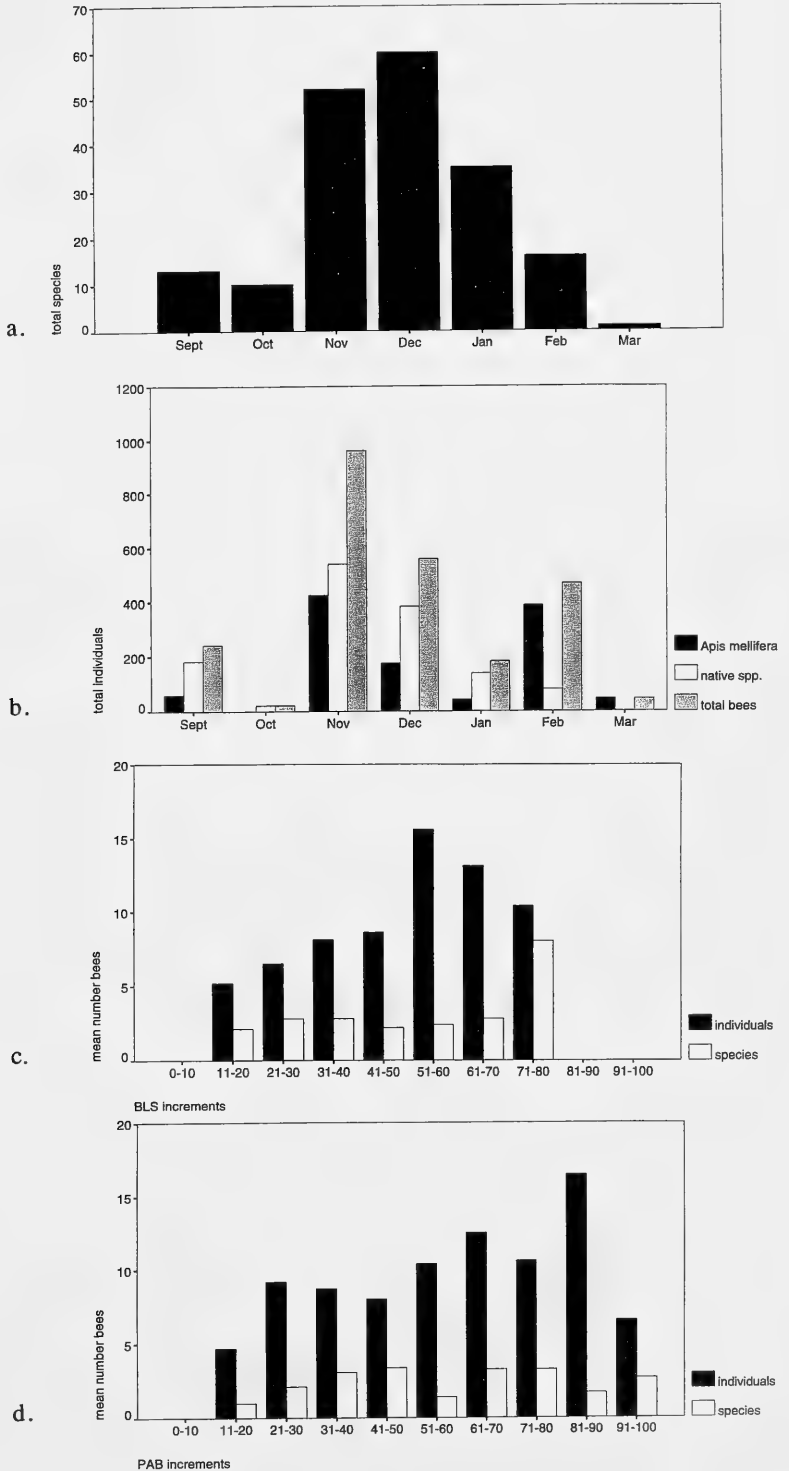 70
60
50
40
30
20
10
0
total species
a.
Sept Oct Nov Dec Jan Feb Mar
1200
1000
800
600
400
200
0
total individuals
b.
Sept Oct Nov Dec Jan Feb Mar
Apis mellifera
native spp.
total bees
20
15
10
5
0
mean number bees
c.
0-10 11-20 21-30 31-40 41-50 51-60 61-70 71-80 81-90 91-100
BLS increments
individuals
species
20
15
10
5
0
mean number bees
d.
0-10 11-20 21-30 31-40 41-50 51-60 61-70 71-80 81-90 91-100
PAB increments
individuals
species